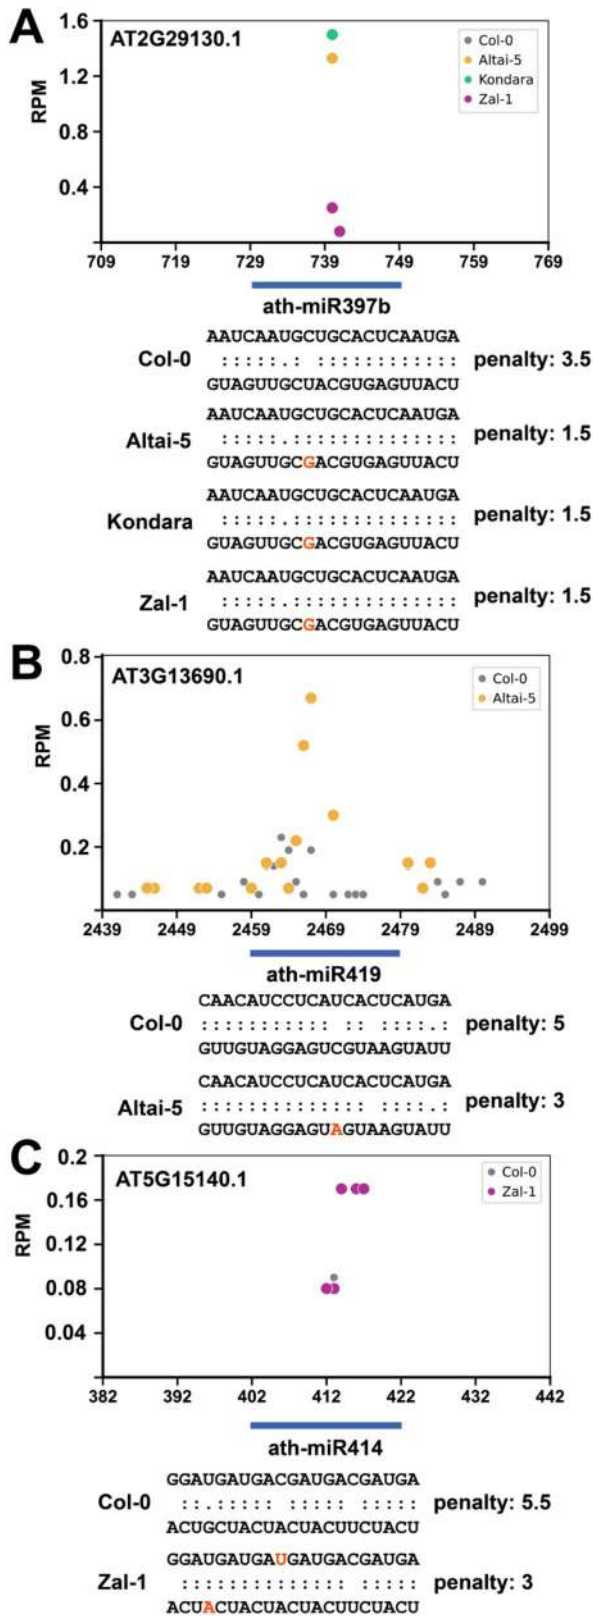 A
AT2G29130.1
Col-0
Altai-5
Kondara
Zal-1
RPM
1.6
1.2
0.8
0.4
709 719 729 739 749 759 769
ath-miR397b
AAUCAAUGCUGCACUCAAUGA
Col-0 :::::.: ::::::::::: penalty: 3.5
GUAGUUGCUACGUGAGUUACU
AAUCAAUGCUGCACUCAAUGA
Altai-5 :::::.::::::::::::: penalty: 1.5
GUAGUUGCGACGUGAGUUACU
AAUCAAUGCUGCACUCAAUGA
Kondara :::::.::::::::::::: penalty: 1.5
GUAGUUGCGACGUGAGUUACU
AAUCAAUGCUGCACUCAAUGA
Zal-1 :::::.::::::::::::: penalty: 1.5
GUAGUUGCGACGUGAGUUACU
B
AT3G13690.1
Col-0
Altai-5
RPM
0.8
0.6
0.4
0.2
2439 2449 2459 2469 2479 2489 2499
ath-miR419
CAACAUCCUCAUCACUCAUGA
Col-0 ::::::::::: :: ::::.: penalty: 5
GUUGUAGGAGUCGUAAGUAUU
CAACAUCCUCAUCACUCAUGA
Altai-5 :::::::::::::: ::::.: penalty: 3
GUUGUAGGAGUAGUAAGUAUU
C
AT5G15140.1
Col-0
Zal-1
RPM
0.2
0.16
0.12
0.08
0.04
382 392 402 412 422 432 442
ath-miR414
GGAUGAUGACGAUGACGAUGA
Col-0 ::.::::: ::::: ::::: penalty: 5.5
ACUGCUACUACUACUUCUACU
GGAUGAUGAUGAUGACGAUGA
Zal-1 :::::::::::::: ::::: penalty: 3
ACUACUACUACUACUUCUACU